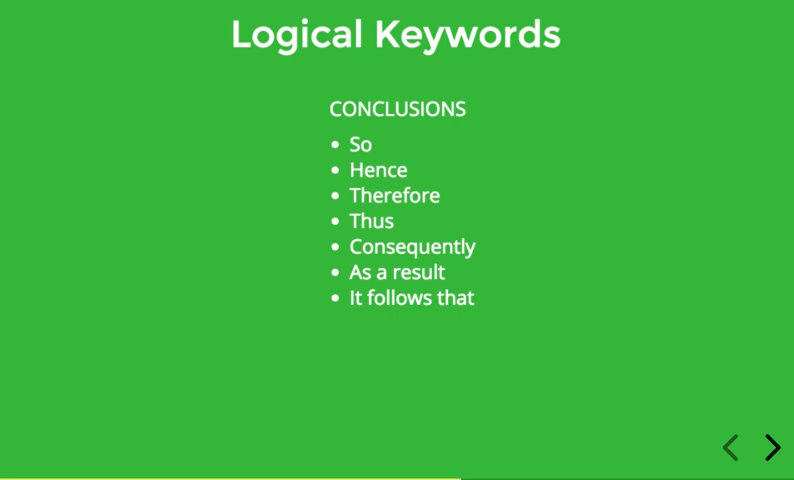 Logical Keywords
CONCLUSIONS
• So
• Hence
• Therefore
• Thus
• Consequently
• As a result
• It follows that